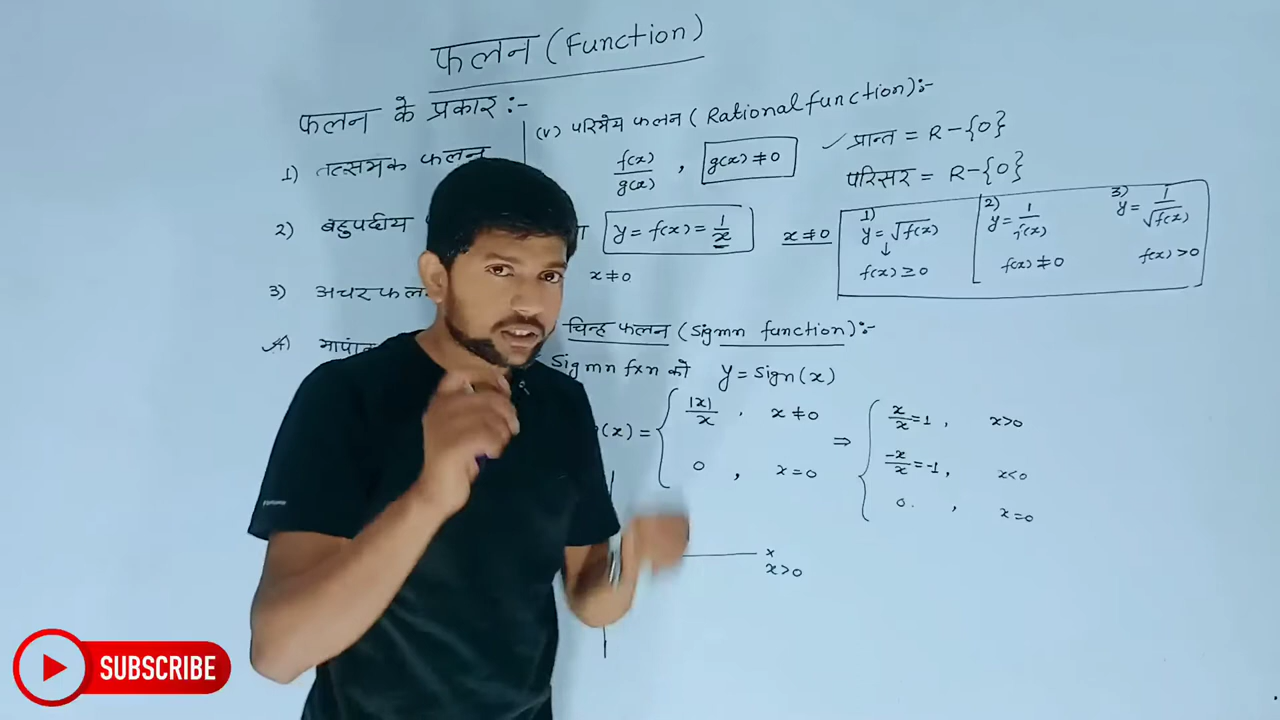 फलन (Function)
फलन के प्रकार :-
1) तत्समक फलन
2) बहुपदीय
3) अचर फल
4)
(V) परिमेय फलन (Rational function):-
f(x)/g(x) , g(x) ≠ 0
✓ प्रान्त = R-{0}
परिसर = R-{0}
y = f(x) = 1/x
x ≠ 0
x ≠ 0
1) y = √f(x)
↓
f(x) ≥ 0
2) y = 1/f(x)
f(x) ≠ 0
3) y = 1/√f(x)
f(x) > 0
चिन्ह फलन (Sigmn function):-
Sigmn fxn को y = Sign(x)
(x) = { |x|/x , x ≠ 0
0 , x = 0
⇒ { x/x = 1 , x > 0
-x/x = -1 , x < 0
0 , x = 0
x
x > 0
SUBSCRIBE